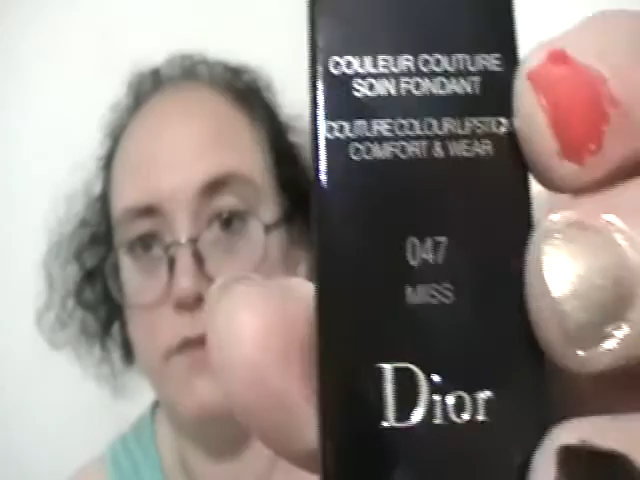 COULEUR COUTURE
SOIN FONDANT
COUTURE COLOUR LIPSTICK
COMFORT & WEAR
047
MISS
Dior